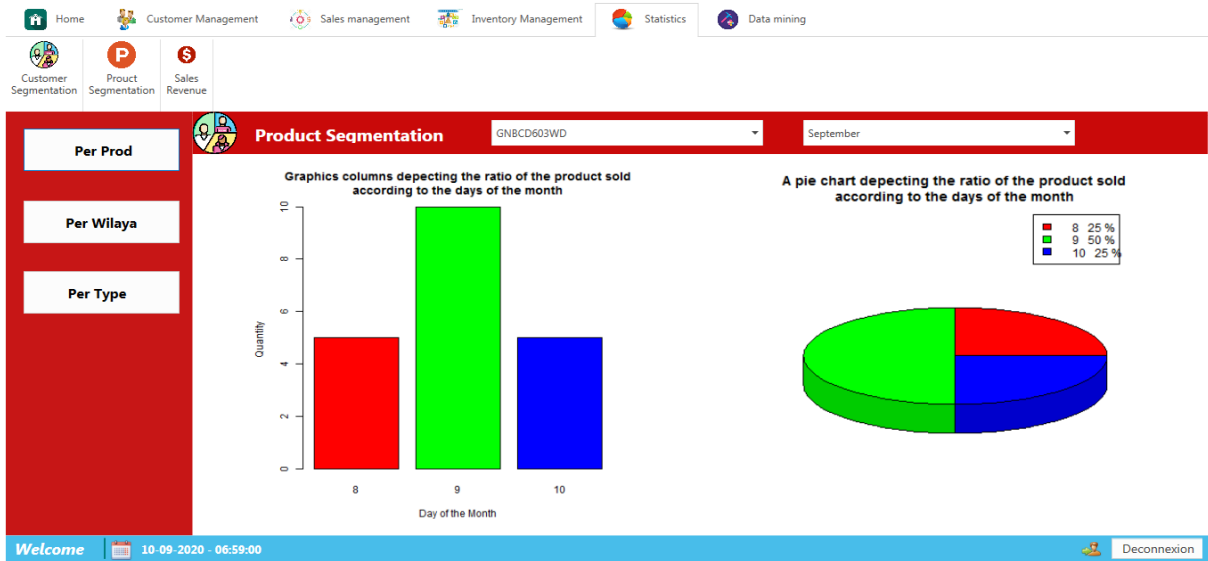 Home
Customer Management
Sales management
Inventory Management
Statistics
Data mining
Customer
Segmentation
P
Prouct
Segmentation
$
Sales
Revenue
Per Prod
Per Wilaya
Per Type
Product Segmentation
GNBCD603WD
September
Graphics columns depecting the ratio of the product sold
according to the days of the month
Quantity
10
8
6
4
2
0
8 9 10
Day of the Month
A pie chart depecting the ratio of the product sold
according to the days of the month
8 25 %
9 50 %
10 25 %
Welcome
10-09-2020 - 06:59:00
Deconnexion